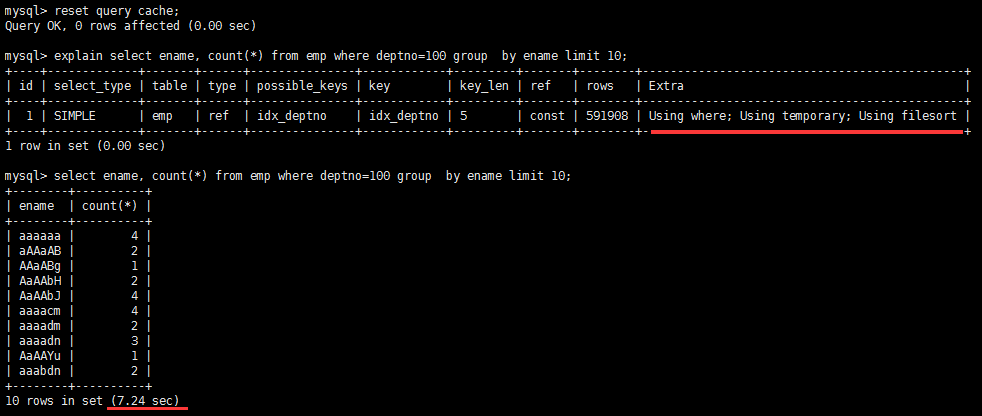 mysql> reset query cache;
Query OK, 0 rows affected (0.00 sec)

mysql> explain select ename, count(*) from emp where deptno=100 group  by ename limit 10;
+----+-------------+-------+------+---------------+------------+---------+-------+--------+----------------------------------------------+
| id | select_type | table | type | possible_keys | key        | key_len | ref   | rows   | Extra                                        |
+----+-------------+-------+------+---------------+------------+---------+-------+--------+----------------------------------------------+
|  1 | SIMPLE      | emp   | ref  | idx_deptno    | idx_deptno | 5       | const | 591908 | Using where; Using temporary; Using filesort |
+----+-------------+-------+------+---------------+------------+---------+-------+--------+----------------------------------------------+
1 row in set (0.00 sec)

mysql> select ename, count(*) from emp where deptno=100 group  by ename limit 10;
+--------+----------+
| ename  | count(*) |
+--------+----------+
| aaaaaa |        4 |
| aAAaAB |        2 |
| AAaABg |        1 |
| AaAAbH |        2 |
| AaAAbJ |        4 |
| aaaacm |        4 |
| aaaadm |        2 |
| aaaadn |        3 |
| AaAAYu |        1 |
| aaabdn |        2 |
+--------+----------+
10 rows in set (7.24 sec)